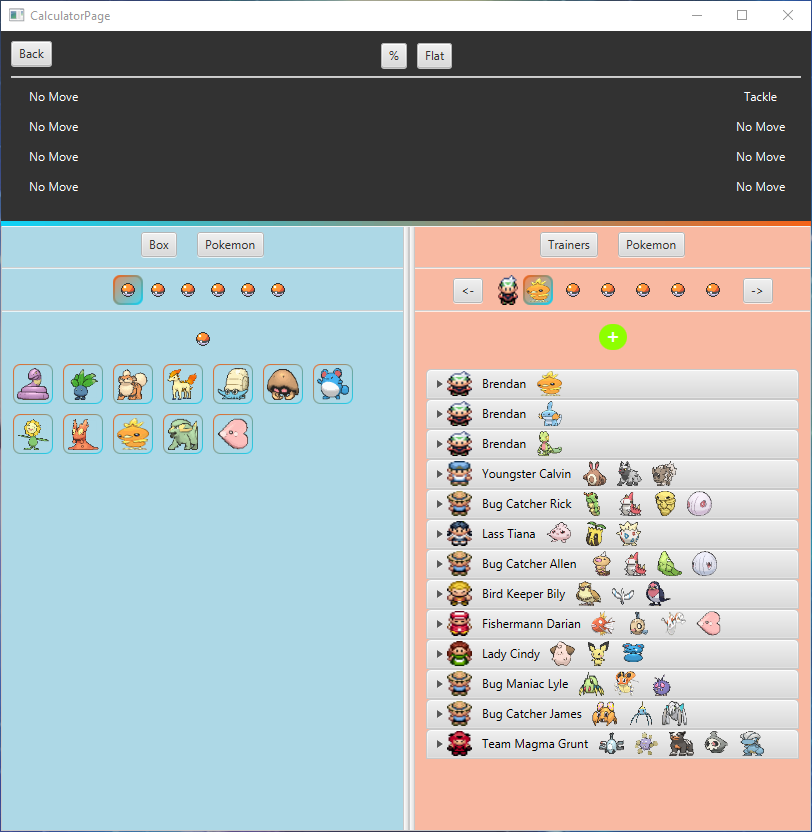 CalculatorPage
Back % Flat
No Move Tackle
No Move No Move
No Move No Move
No Move No Move
Box Pokemon Trainers Pokemon
<- ->
+
Brendan
Brendan
Brendan
Youngster Calvin
Bug Catcher Rick
Lass Tiana
Bug Catcher Allen
Bird Keeper Bily
Fishermann Darian
Lady Cindy
Bug Maniac Lyle
Bug Catcher James
Team Magma Grunt